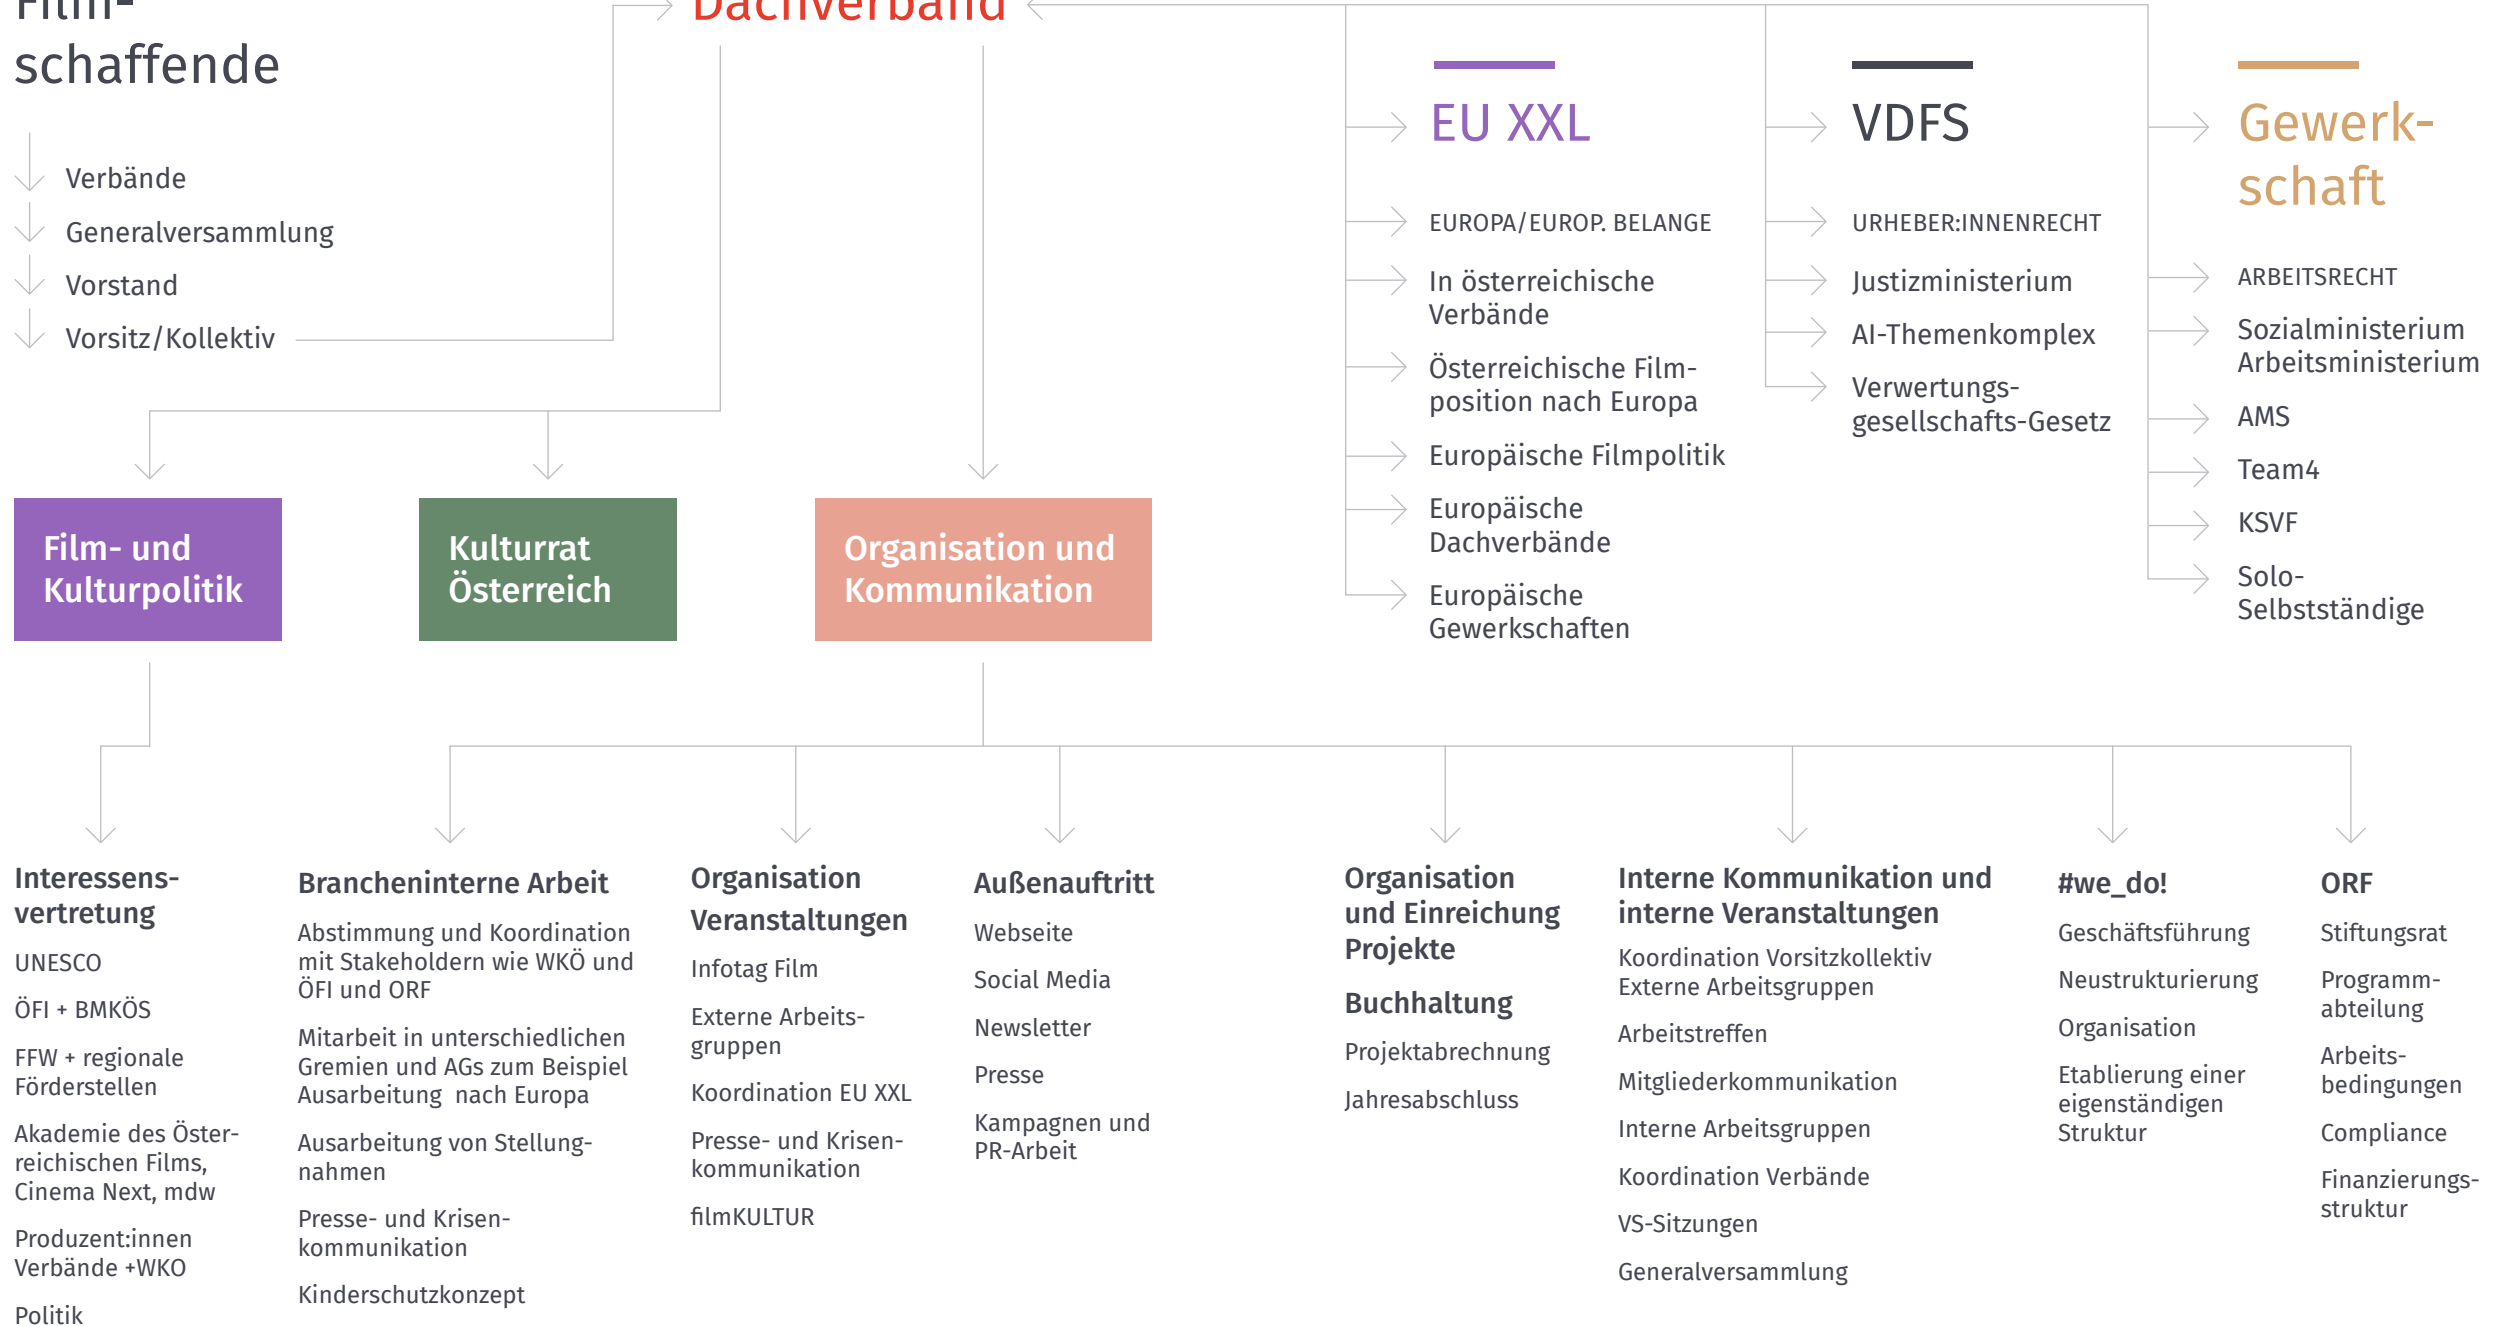 Film-
schaffende
Verbände
Generalversammlung
Vorstand
Vorsitz/Kollektiv
Dachverband
EU XXL
EUROPA/EUROP. BELANGE
In österreichische
Verbände
Österreichische Film-
position nach Europa
Europäische Filmpolitik
Europäische
Dachverbände
Europäische
Gewerkschaften
VDFS
URHEBER:INNENRECHT
Justizministerium
AI-Themenkomplex
Verwertungs-
gesellschafts-Gesetz
Gewerk-
schaft
ARBEITSRECHT
Sozialministerium
Arbeitsministerium
AMS
Team4
KSVF
Solo-
Selbstständige
Film- und
Kulturpolitik
Kulturrat
Österreich
Organisation und
Kommunikation
Interessens-
vertretung
UNESCO
ÖFI + BMKÖS
FFW + regionale
Förderstellen
Akademie des Öster-
reichischen Films,
Cinema Next, mdw
Produzent:innen
Verbände +WKO
Politik
Brancheninterne Arbeit
Abstimmung und Koordination
mit Stakeholdern wie WKÖ und
ÖFI und ORF
Mitarbeit in unterschiedlichen
Gremien und AGs zum Beispiel
Ausarbeitung  nach Europa
Ausarbeitung von Stellung-
nahmen
Presse- und Krisen-
kommunikation
Kinderschutzkonzept
Organisation
Veranstaltungen
Infotag Film
Externe Arbeits-
gruppen
Koordination EU XXL
Presse- und Krisen-
kommunikation
filmKULTUR
Außenauftritt
Webseite
Social Media
Newsletter
Presse
Kampagnen und
PR-Arbeit
Organisation
und Einreichung
Projekte
Buchhaltung
Projektabrechnung
Jahresabschluss
Interne Kommunikation und
interne Veranstaltungen
Koordination Vorsitzkollektiv
Externe Arbeitsgruppen
Arbeitstreffen
Mitgliederkommunikation
Interne Arbeitsgruppen
Koordination Verbände
VS-Sitzungen
Generalversammlung
#we_do!
Geschäftsführung
Neustrukturierung
Organisation
Etablierung einer
eigenständigen
Struktur
ORF
Stiftungsrat
Programm-
abteilung
Arbeits-
bedingungen
Compliance
Finanzierungs-
struktur